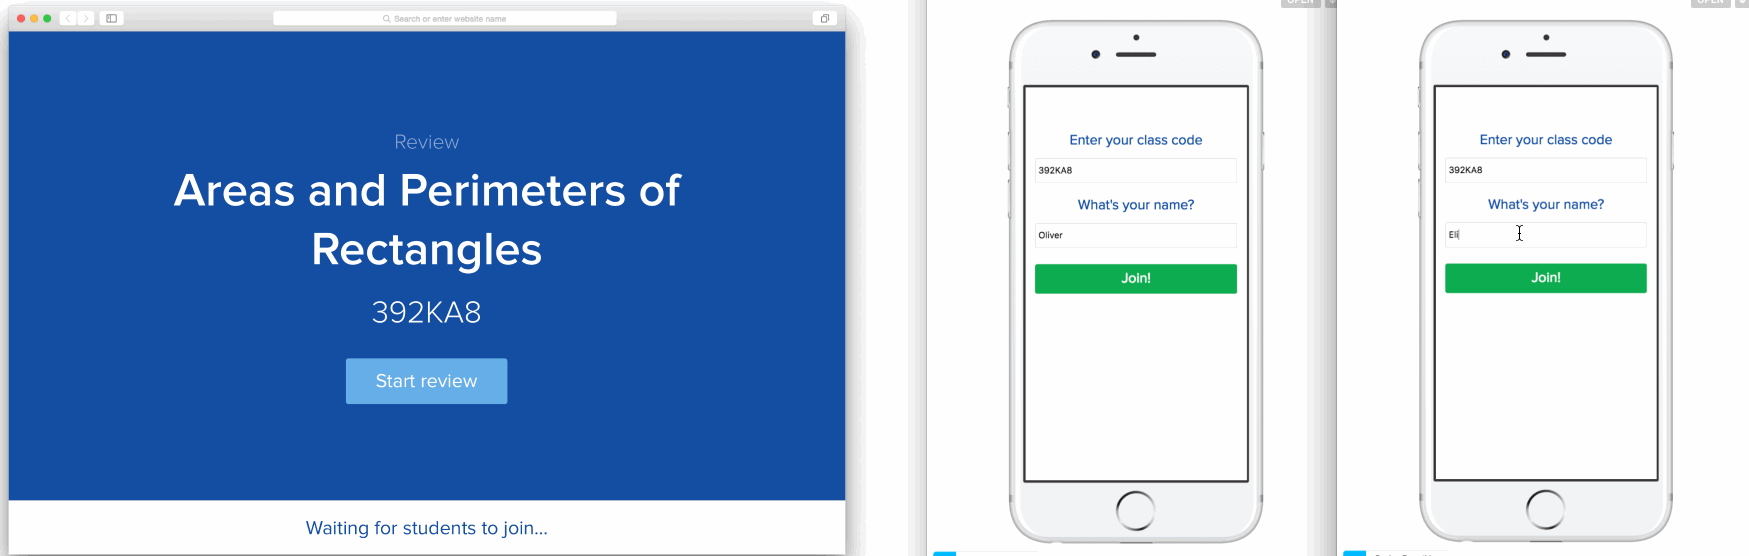 Search or enter website name
Review
Areas and Perimeters of
Rectangles
392KA8
Start review
Waiting for students to join...
OPEN
Enter your class code
392KA8
What's your name?
Oliver
Join!
OPEN
Enter your class code
392KA8
What's your name?
Eli
Join!